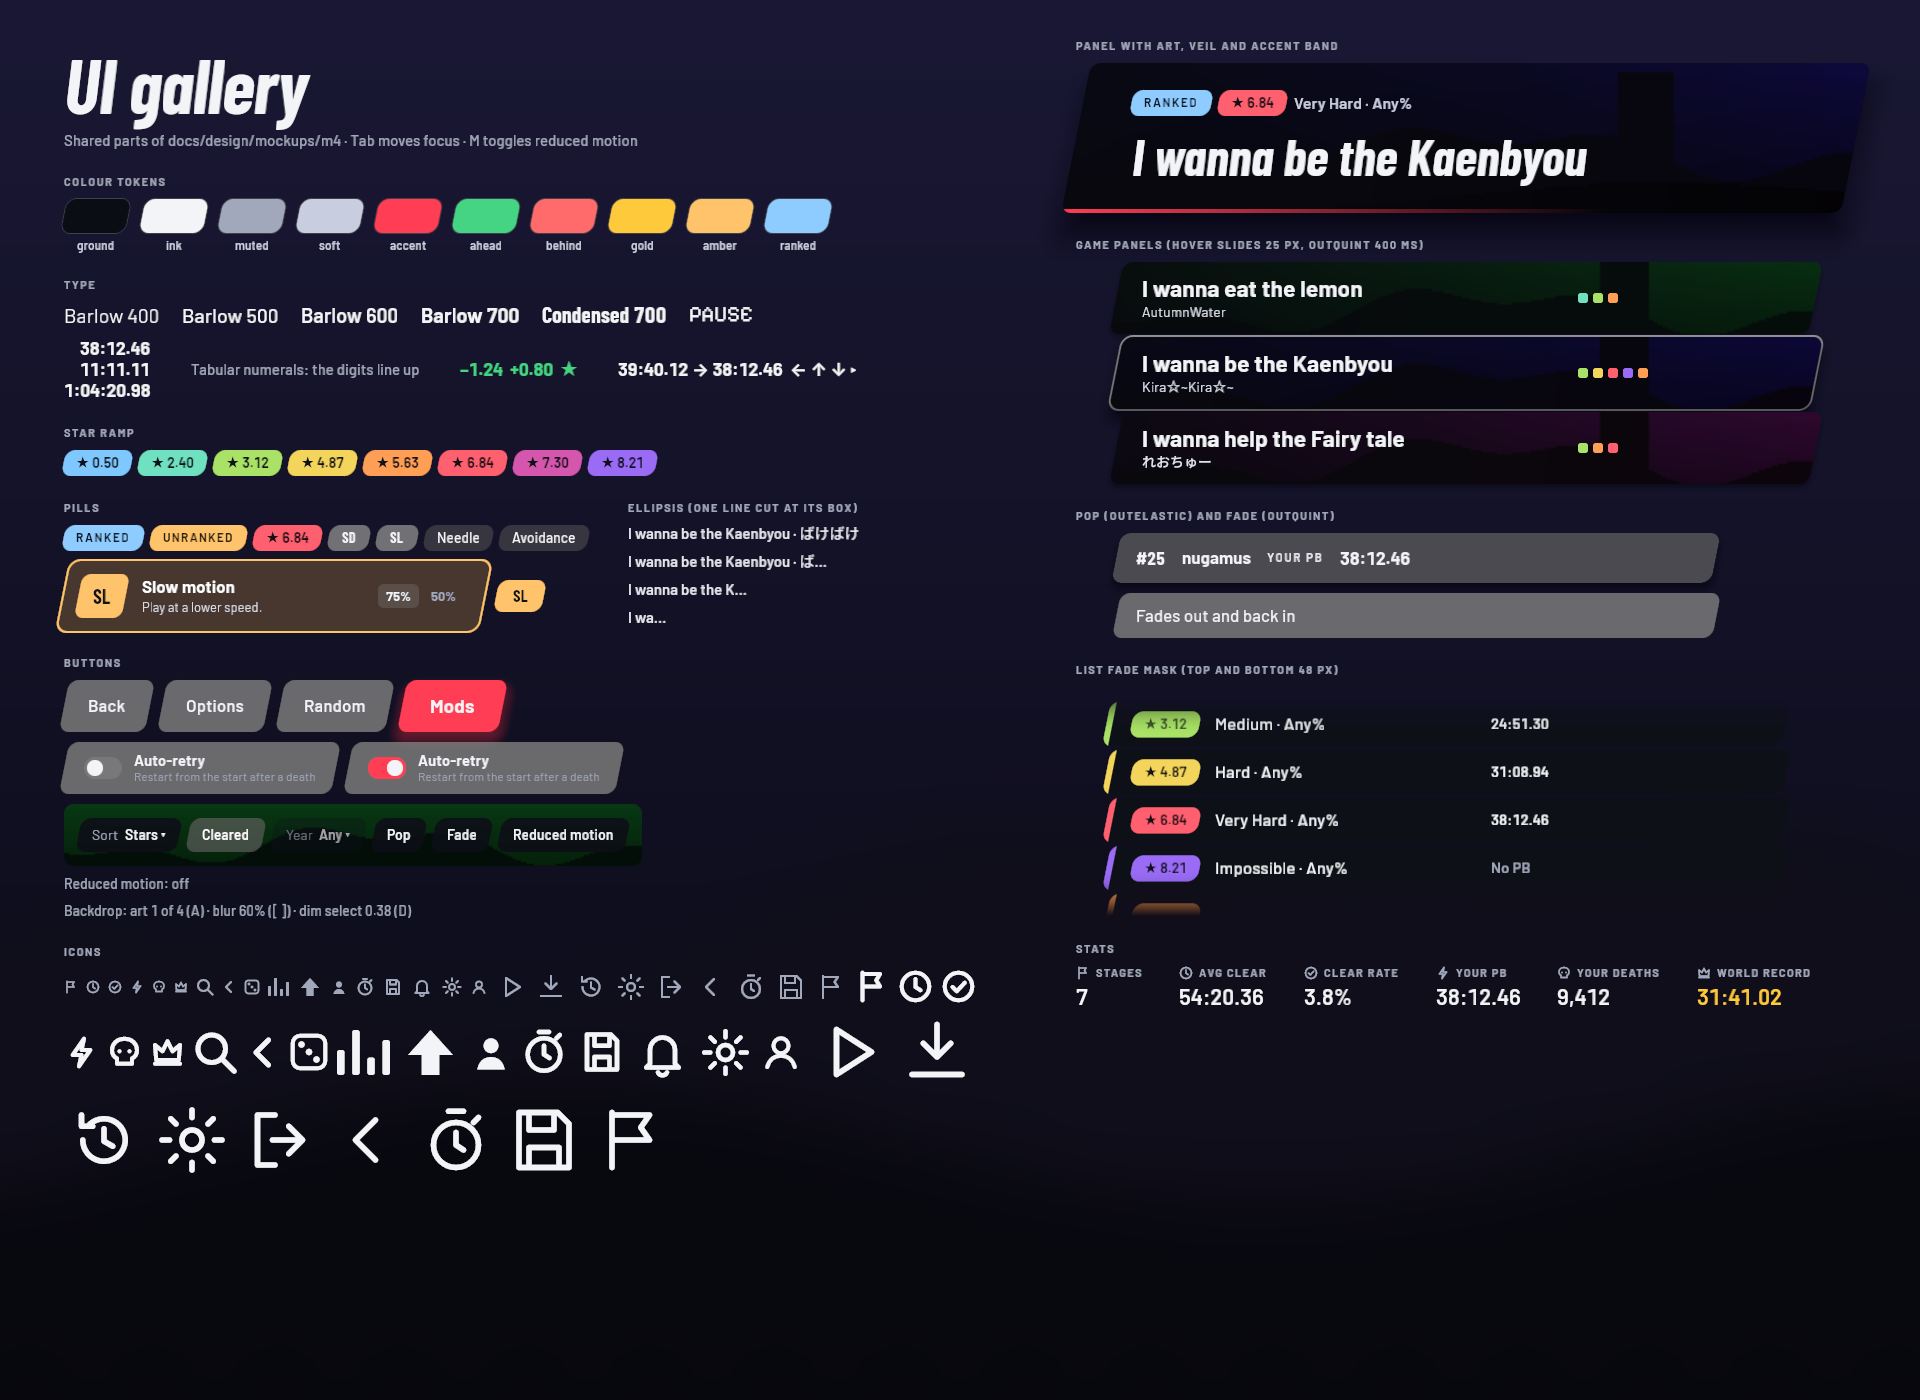 UI gallery
Shared parts of docs/design/mockups/m4 · Tab moves focus · M toggles reduced motion
COLOUR TOKENS
ground ink muted soft accent ahead behind gold amber ranked
TYPE
Barlow 400 Barlow 500 Barlow 600 Barlow 700 Condensed 700 PAUSE
38:12.46
11:11.11
1:04:20.98
Tabular numerals: the digits line up
−1.24 +0.80 ★
39:40.12 → 38:12.46 ← ↑ ↓ ▸
STAR RAMP
★ 0.50 ★ 2.40 ★ 3.12 ★ 4.87 ★ 5.63 ★ 6.84 ★ 7.30 ★ 8.21
PILLS
RANKED UNRANKED ★ 6.84 SD SL Needle Avoidance
SL Slow motion 75% 50% SL
Play at a lower speed.
ELLIPSIS (ONE LINE CUT AT ITS BOX)
I wanna be the Kaenbyou · ばけばけ
I wanna be the Kaenbyou · ば...
I wanna be the K...
I wa...
BUTTONS
Back Options Random Mods
Auto-retry
Restart from the start after a death
Auto-retry
Restart from the start after a death
Sort Stars ▾ Cleared Year Any ▾ Pop Fade Reduced motion
Reduced motion: off
Backdrop: art 1 of 4 (A) · blur 60% ([ ]) · dim select 0.38 (D)
ICONS
PANEL WITH ART, VEIL AND ACCENT BAND
RANKED ★ 6.84 Very Hard · Any%
I wanna be the Kaenbyou
GAME PANELS (HOVER SLIDES 25 PX, OUTQUINT 400 MS)
I wanna eat the lemon
AutumnWater
I wanna be the Kaenbyou
Kira☆~Kira☆~
I wanna help the Fairy tale
れおちゅー
POP (OUTELASTIC) AND FADE (OUTQUINT)
#25 nugamus YOUR PB 38:12.46
Fades out and back in
LIST FADE MASK (TOP AND BOTTOM 48 PX)
★ 3.12 Medium · Any% 24:51.30
★ 4.87 Hard · Any% 31:08.94
★ 6.84 Very Hard · Any% 38:12.46
★ 8.21 Impossible · Any% No PB
STATS
STAGES AVG CLEAR CLEAR RATE YOUR PB YOUR DEATHS WORLD RECORD
7 54:20.36 3.8% 38:12.46 9,412 31:41.02